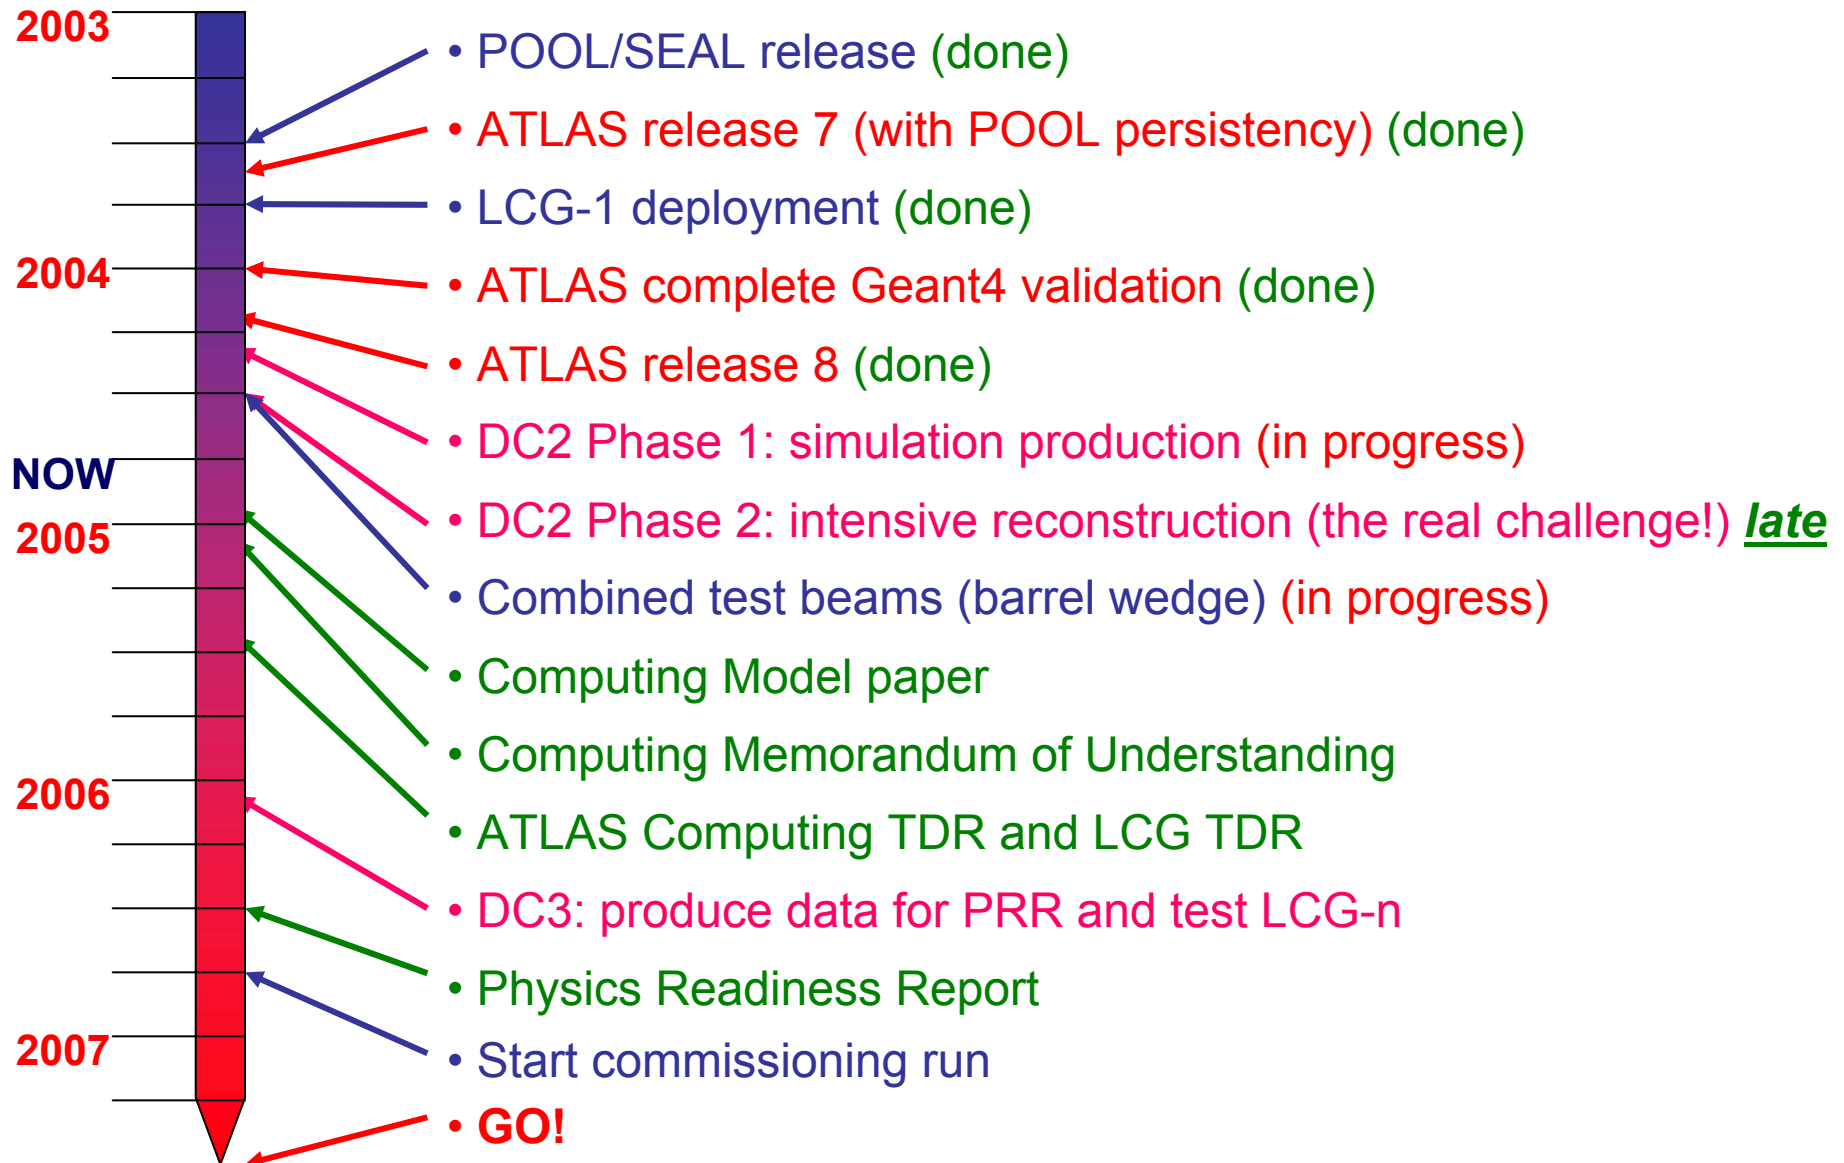 2003
• POOL/SEAL release (done)
• ATLAS release 7 (with POOL persistency) (done)
• LCG-1 deployment (done)
2004
• ATLAS complete Geant4 validation (done)
• ATLAS release 8 (done)
• DC2 Phase 1: simulation production (in progress)
NOW
• DC2 Phase 2: intensive reconstruction (the real challenge!) late
2005
• Combined test beams (barrel wedge) (in progress)
• Computing Model paper
• Computing Memorandum of Understanding
2006
• ATLAS Computing TDR and LCG TDR
• DC3: produce data for PRR and test LCG-n
• Physics Readiness Report
2007
• Start commissioning run
• GO!